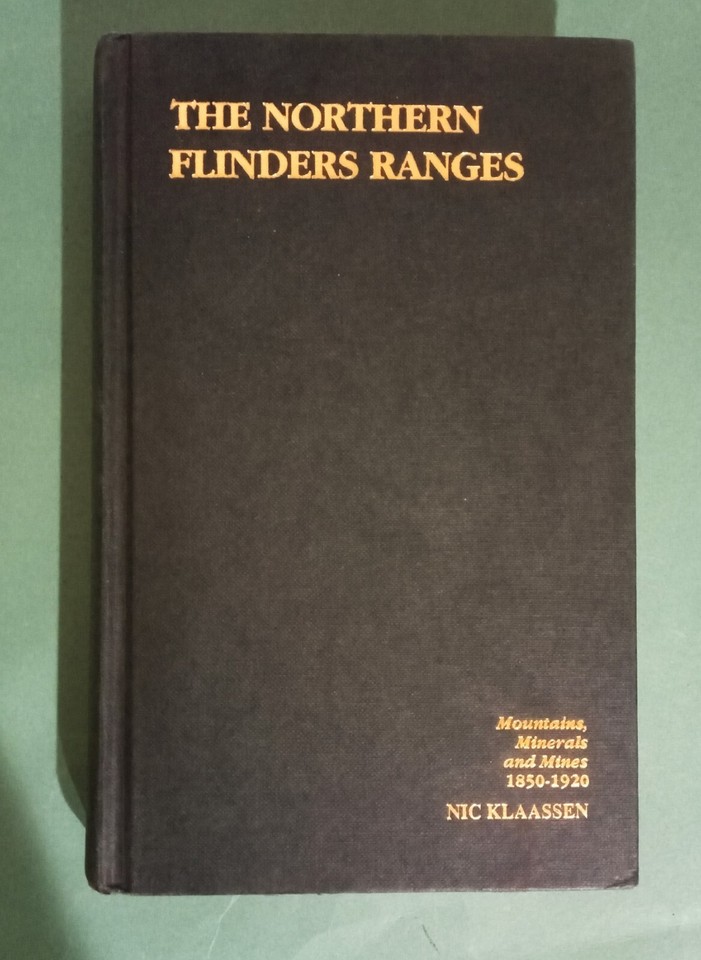 THE NORTHERN
FLINDERS RANGES
Mountains,
Minerals
and Mines
1850-1920
NIC KLAASSEN